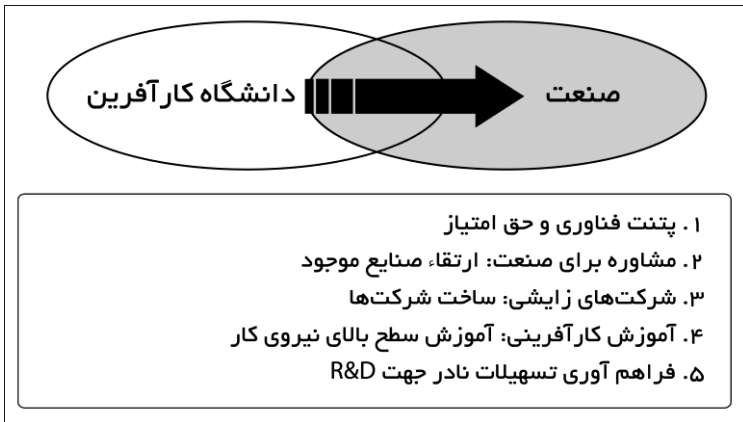 دانشگاه کارآفرین
صنعت
۱. پتنت فناوری و حق امتیاز
۲. مشاوره برای صنعت: ارتقاء صنایع موجود
۳. شرکت‌های زایشی: ساخت شرکت‌ها
۴. آموزش کارآفرینی: آموزش سطح بالای نیروی کار
۵. فراهم آوری تسهیلات نادر جهت R&D